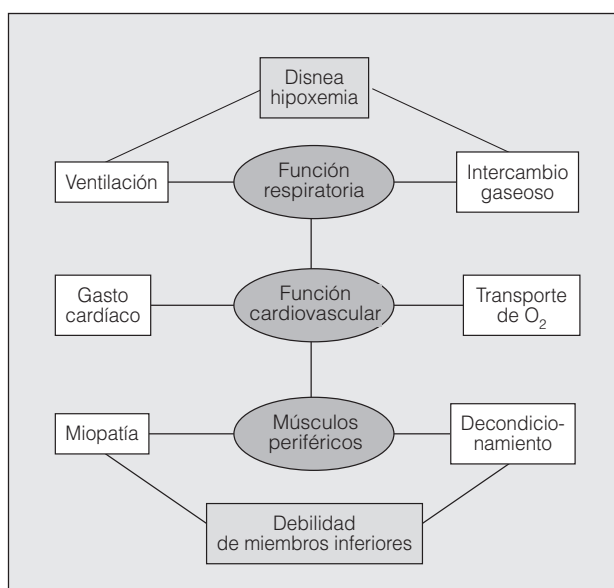 Disnea
hipoxemia
Ventilación
Función
respiratoria
Intercambio
gaseoso
Gasto
cardíaco
Función
cardiovascular
Transporte
de O₂
Miopatía
Músculos
periféricos
Decondicio-
namiento
Debilidad
de miembros inferiores